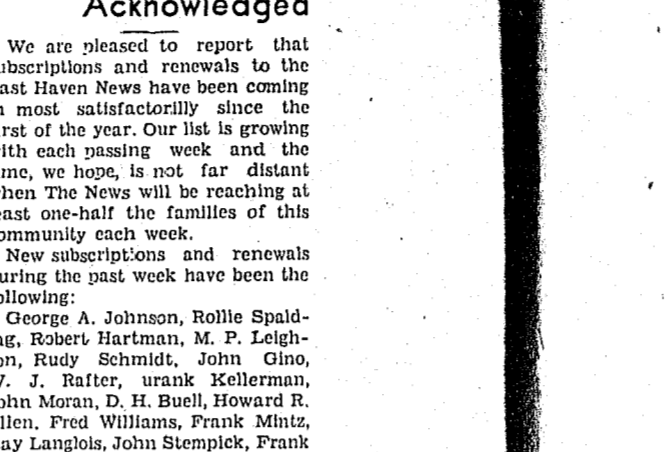 Acknowledged
We are pleased to report that
ubscriptions and renewals to the
ast Haven News have been coming
n most satisfactorilly since the
rst of the year. Our list is growing
ith each passing week and the
me, we hope, is not far distant
hen The News will be reaching at
east one-half the families of this
ommunity each week.
New subscriptions and renewals
uring the past week have been the
ollowing:
George A. Johnson, Rollie Spald-
ng, Robert Hartman, M. P. Leigh-
on, Rudy Schmidt, John Gino,
. J. Rafter, urank Kellerman,
ohn Moran, D. H. Buell, Howard R.
llen, Fred Williams, Frank Mintz,
ay Langlois, John Stempick, Frank